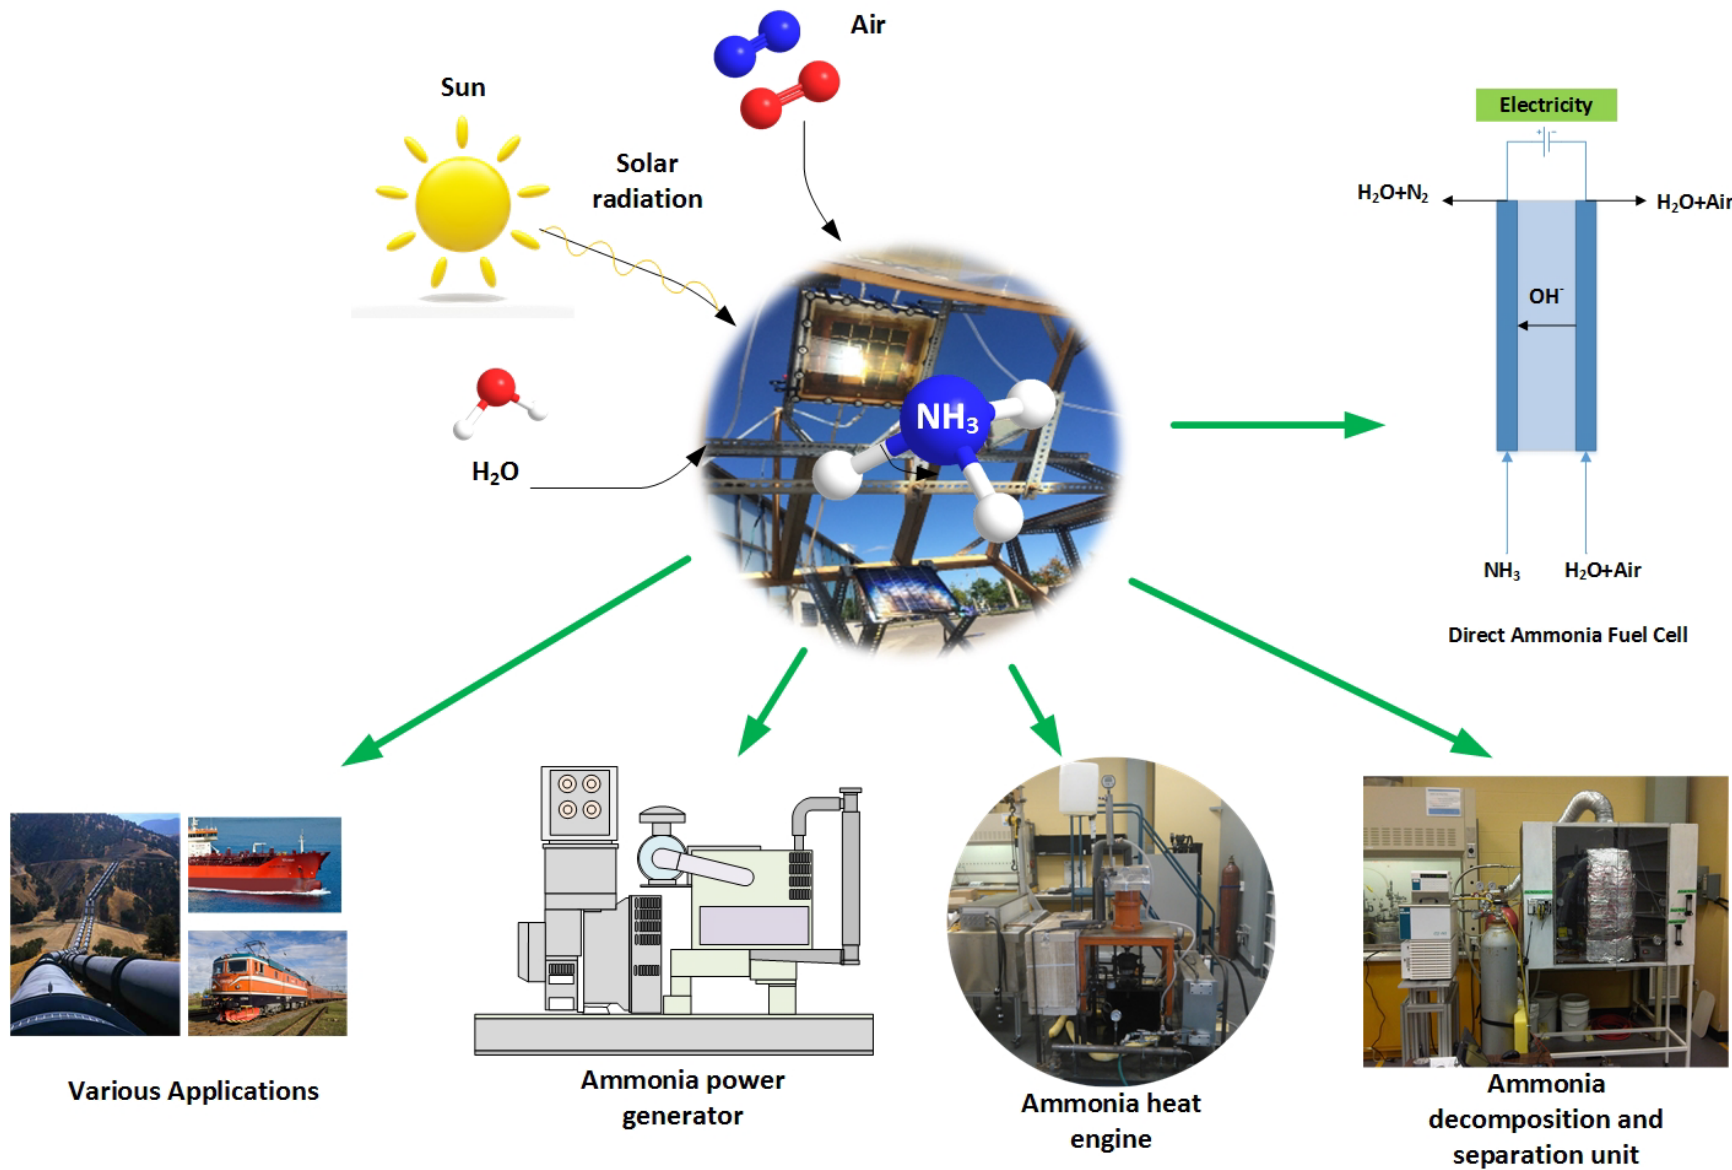 Air
Sun
Solar
radiation
H₂O
NH₃
Electricity
+ -
H₂O+N₂
H₂O+Air
OH⁻
NH₃
H₂O+Air
Direct Ammonia Fuel Cell
Various Applications
Ammonia power
generator
Ammonia heat
engine
Ammonia
decomposition and
separation unit